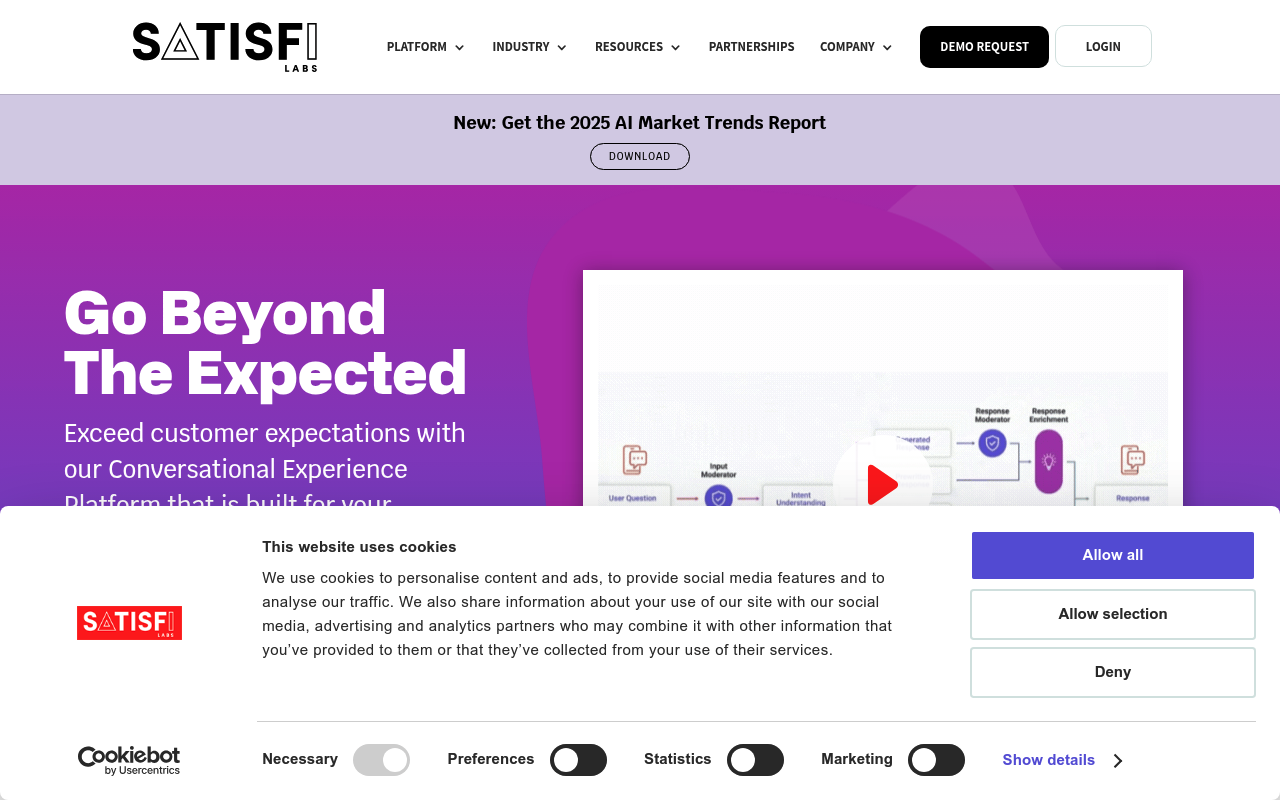 SATISFI
LABS
PLATFORM
INDUSTRY
RESOURCES
PARTNERSHIPS
COMPANY
DEMO REQUEST
LOGIN
New: Get the 2025 AI Market Trends Report
DOWNLOAD
Go Beyond
The Expected
Exceed customer expectations with
our Conversational Experience
Platform that is built for your
Response
Moderator
Response
Enrichment
Input
Moderator
User Question
Intent
Understanding
Response
This website uses cookies
We use cookies to personalise content and ads, to provide social media features and to
analyse our traffic. We also share information about your use of our site with our social
media, advertising and analytics partners who may combine it with other information that
you’ve provided to them or that they’ve collected from your use of their services.
Allow all
Allow selection
Deny
SATISFI
LABS
Cookiebot
by Usercentrics
Necessary
Preferences
Statistics
Marketing
Show details